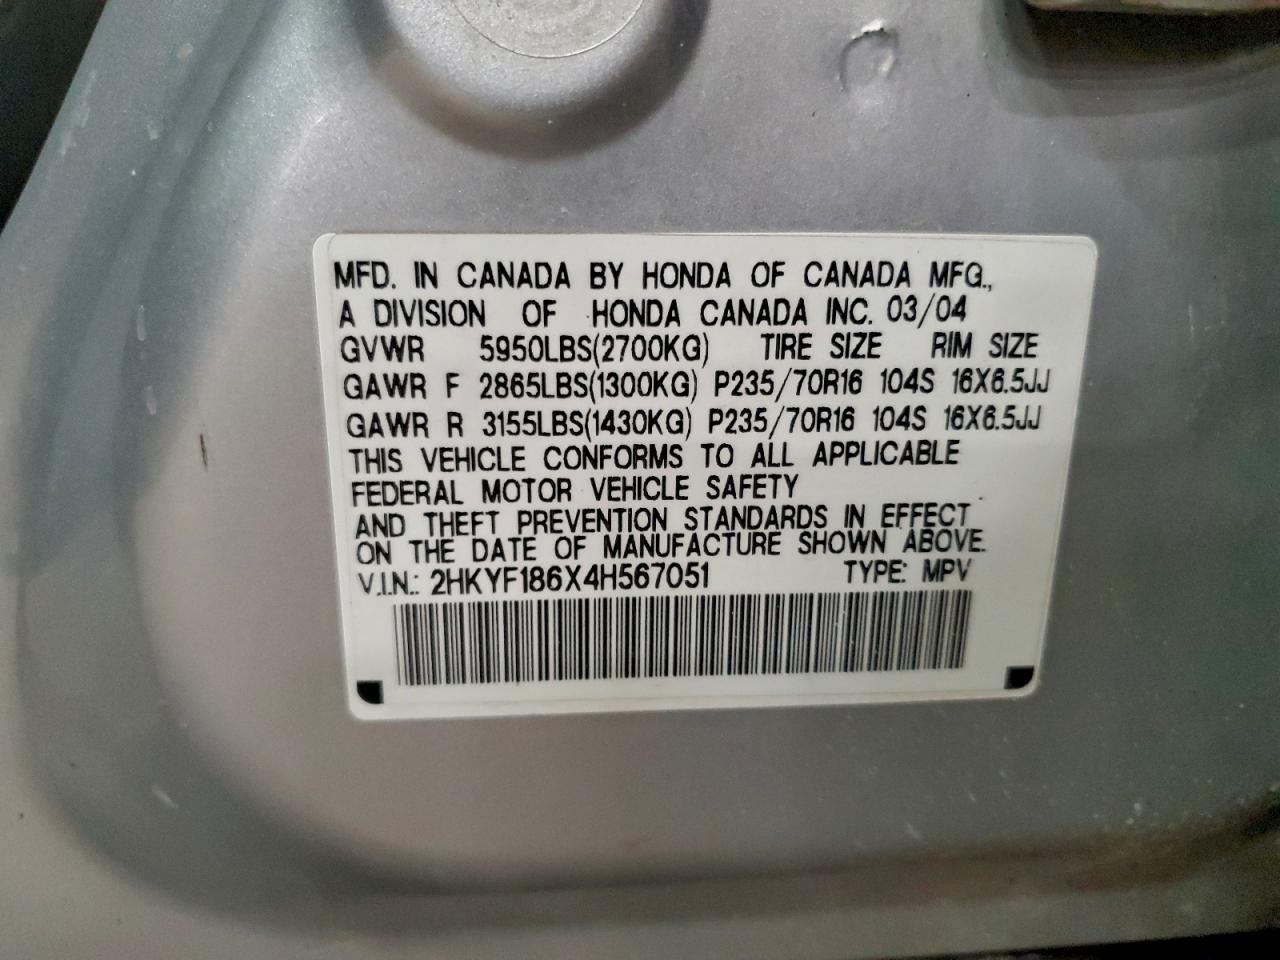 MFD. IN CANADA BY HONDA OF CANADA MFG.,
A DIVISION OF HONDA CANADA INC. 03/04
GVWR 5950LBS(2700KG) TIRE SIZE RIM SIZE
GAWR F 2865LBS(1300KG) P235/70R16 104S 16X6.5JJ
GAWR R 3155LBS(1430KG) P235/70R16 104S 16X6.5JJ
THIS VEHICLE CONFORMS TO ALL APPLICABLE
FEDERAL MOTOR VEHICLE SAFETY
AND THEFT PREVENTION STANDARDS IN EFFECT
ON THE DATE OF MANUFACTURE SHOWN ABOVE.
V.I.N.: 2HKYF186X4H567051 TYPE: MPV